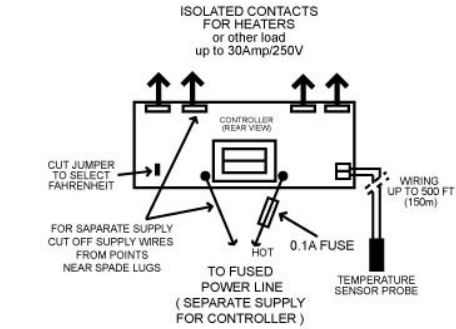 ISOLATED CONTACTS
FOR HEATERS
or other load
up to 30Amp/250V
CONTROLLER
(REAR VIEW)
CUT JUMPER
TO SELECT
FAHRENHEIT
WIRING
UP TO 500 FT
(150m)
FOR SAPARATE SUPPLY
CUT OFF SUPPLY WIRES
FROM POINTS
NEAR SPADE LUGS
HOT
0.1A FUSE
TO FUSED
POWER LINE
( SEPARATE SUPPLY
FOR CONTROLLER )
TEMPERATURE
SENSOR PROBE